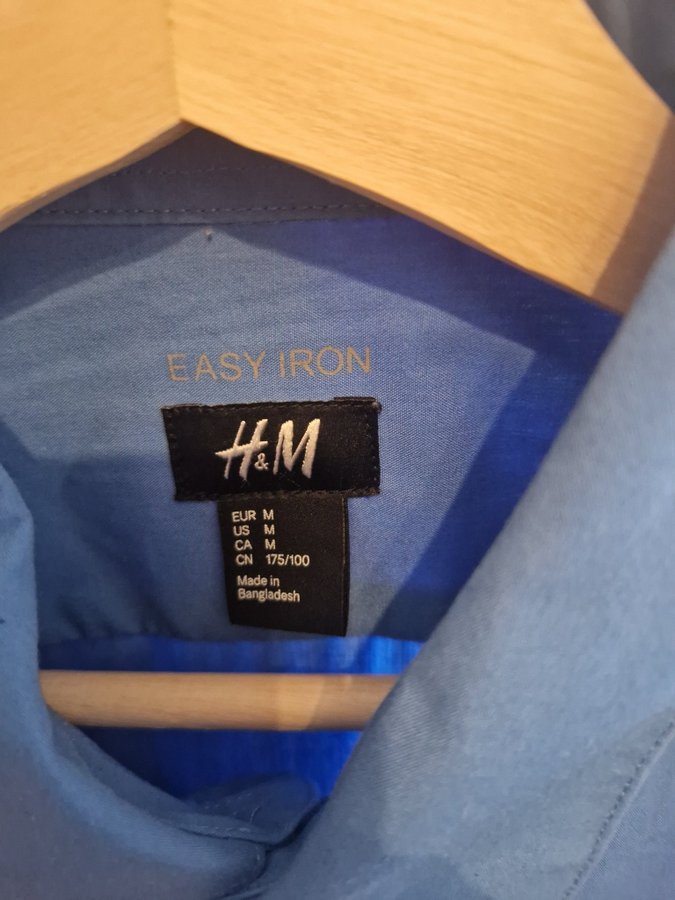 EASY IRON
H&M
EUR M
US M
CA M
CN 175/100
Made in
Bangladesh